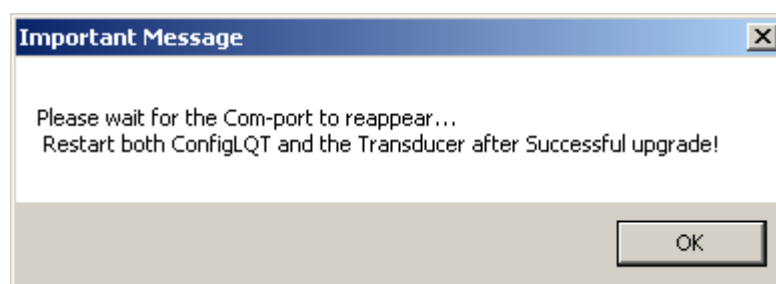 Important Message
Please wait for the Com-port to reappear...
Restart both ConfigLQT and the Transducer after Successful upgrade!
OK